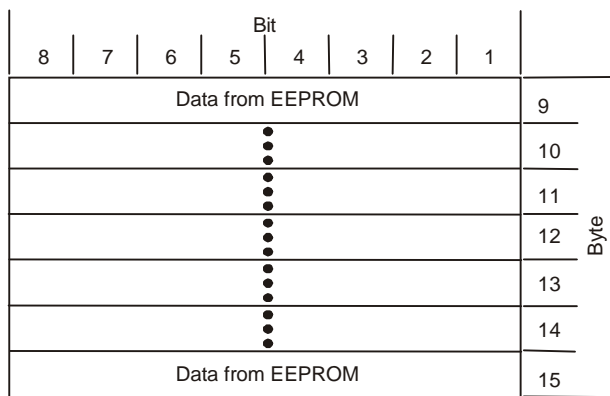 Bit
8 7 6 5 4 3 2 1
Data from EEPROM 9
10
11
12
Byte
13
14
Data from EEPROM 15